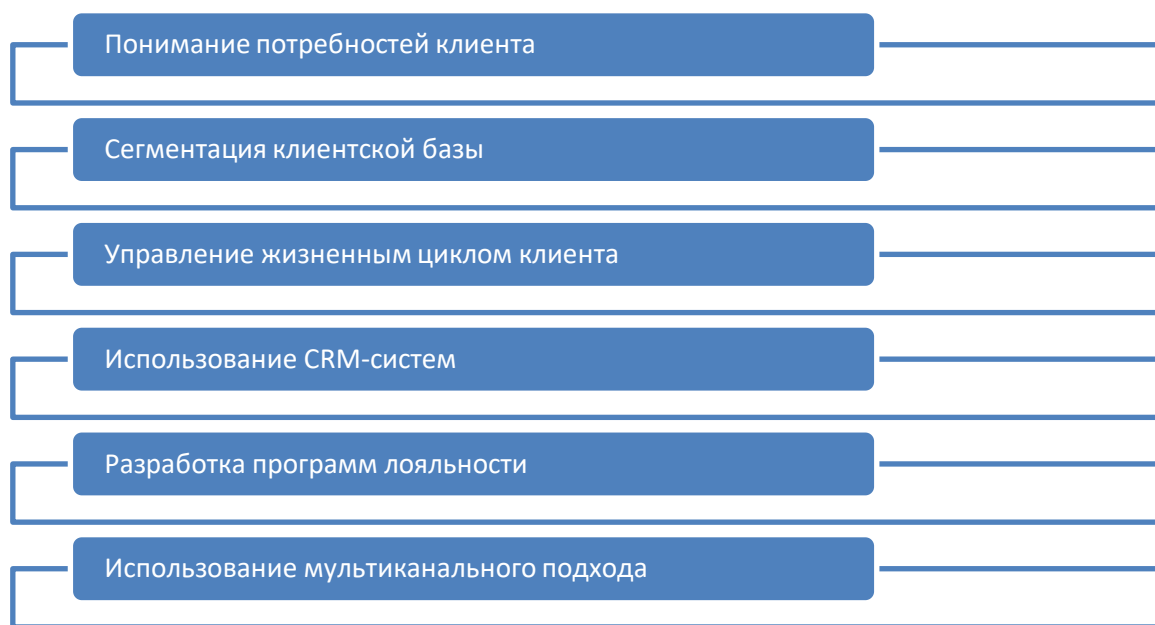 Понимание потребностей клиента
Сегментация клиентской базы
Управление жизненным циклом клиента
Использование CRM-систем
Разработка программ лояльности
Использование мультиканального подхода